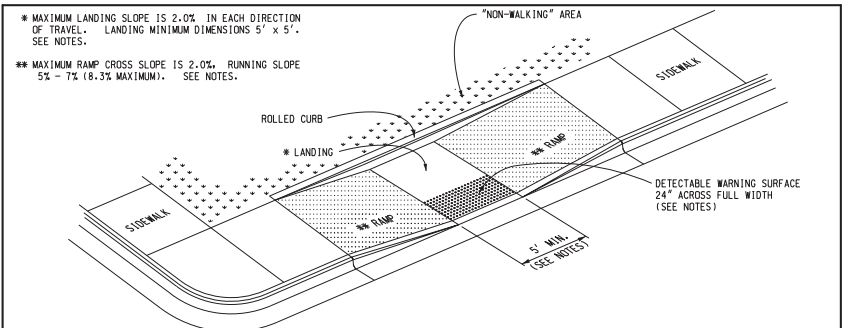 * MAXIMUM LANDING SLOPE IS 2.0% IN EACH DIRECTION
OF TRAVEL. LANDING MINIMUM DIMENSIONS 5' x 5'.
SEE NOTES.
** MAXIMUM RAMP CROSS SLOPE IS 2.0%, RUNNING SLOPE
5% - 7% (8.3% MAXIMUM). SEE NOTES.
"NON-WALKING" AREA
SIDEWALK
ROLLED CURB
* LANDING
** RAMP
DETECTABLE WARNING SURFACE
24" ACROSS FULL WIDTH
(SEE NOTES)
SIDEWALK
** RAMP
5' MIN.
(SEE NOTES)